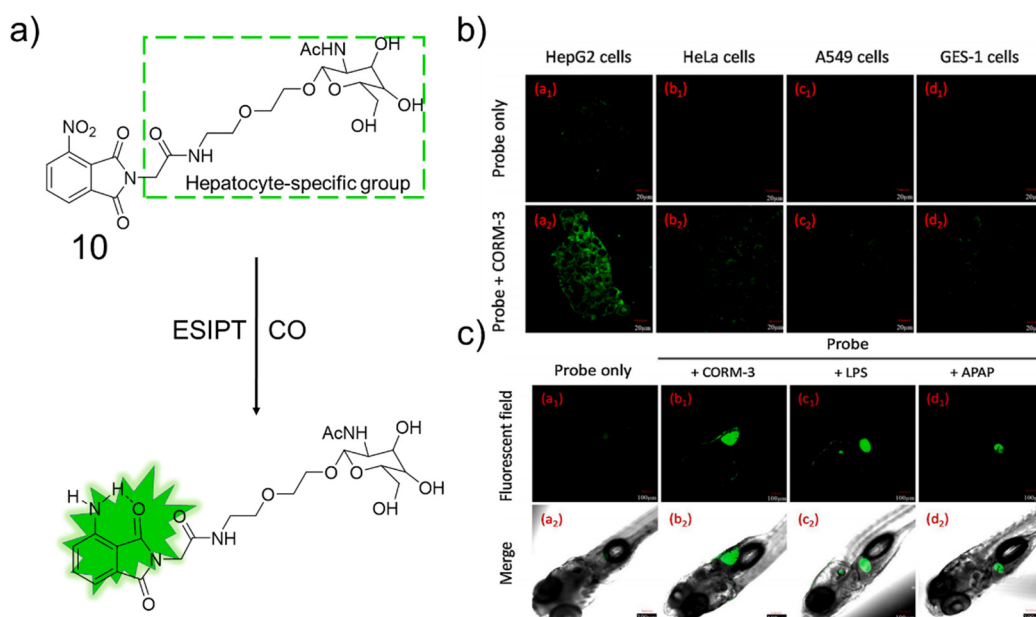 a)
AcHN
OH
O
O
O
OH
O
OH
NO₂
O
O
NH
N
O
Hepatocyte-specific group
10
ESIPT
CO
AcHN
OH
O
O
O
OH
O
OH
H
H
N
O
O
NH
N
O
b)
HepG2 cells
HeLa cells
A549 cells
GES-1 cells
Probe only
(a₁)
(b₁)
(c₁)
(d₁)
20μm
20μm
20μm
20μm
Probe + CORM-3
(a₂)
(b₂)
(c₂)
(d₂)
20μm
20μm
20μm
20μm
c)
Probe
Probe only
+ CORM-3
+ LPS
+ APAP
Fluorescent field
(a₁)
(b₁)
(c₁)
(d₁)
100μm
100μm
100μm
100μm
Merge
(a₂)
(b₂)
(c₂)
(d₂)